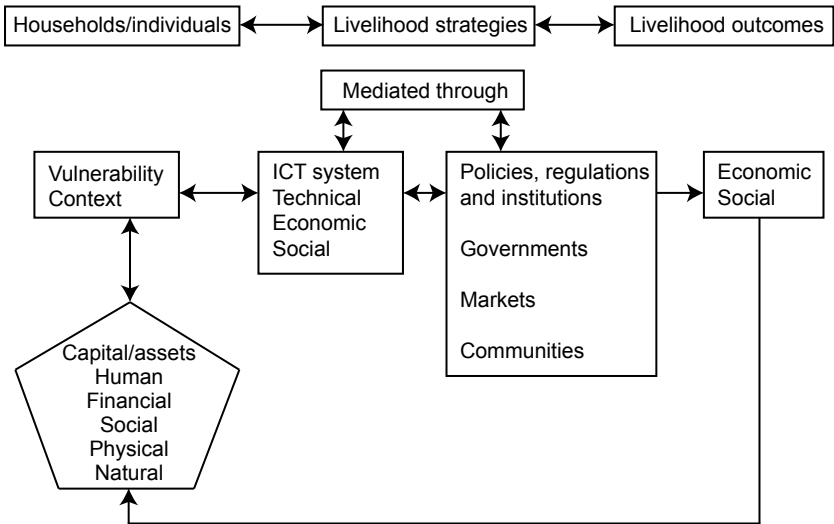 Households/individuals
Livelihood strategies
Livelihood outcomes
Mediated through
Vulnerability
Context
ICT system
Technical
Economic
Social
Policies, regulations
and institutions
Governments
Markets
Communities
Economic
Social
Capital/assets
Human
Financial
Social
Physical
Natural